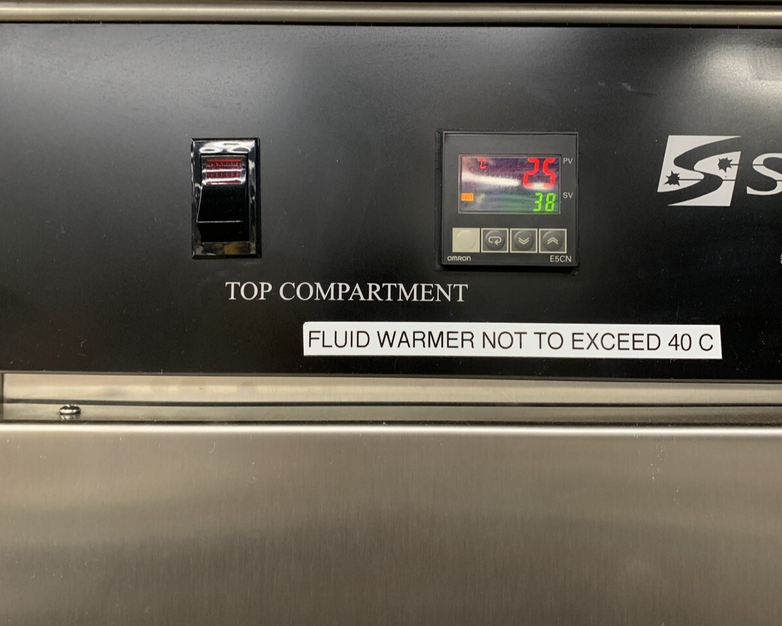 °C 25 PV
38 SV
OMRON E5CN
S
TOP COMPARTMENT
FLUID WARMER NOT TO EXCEED 40 C